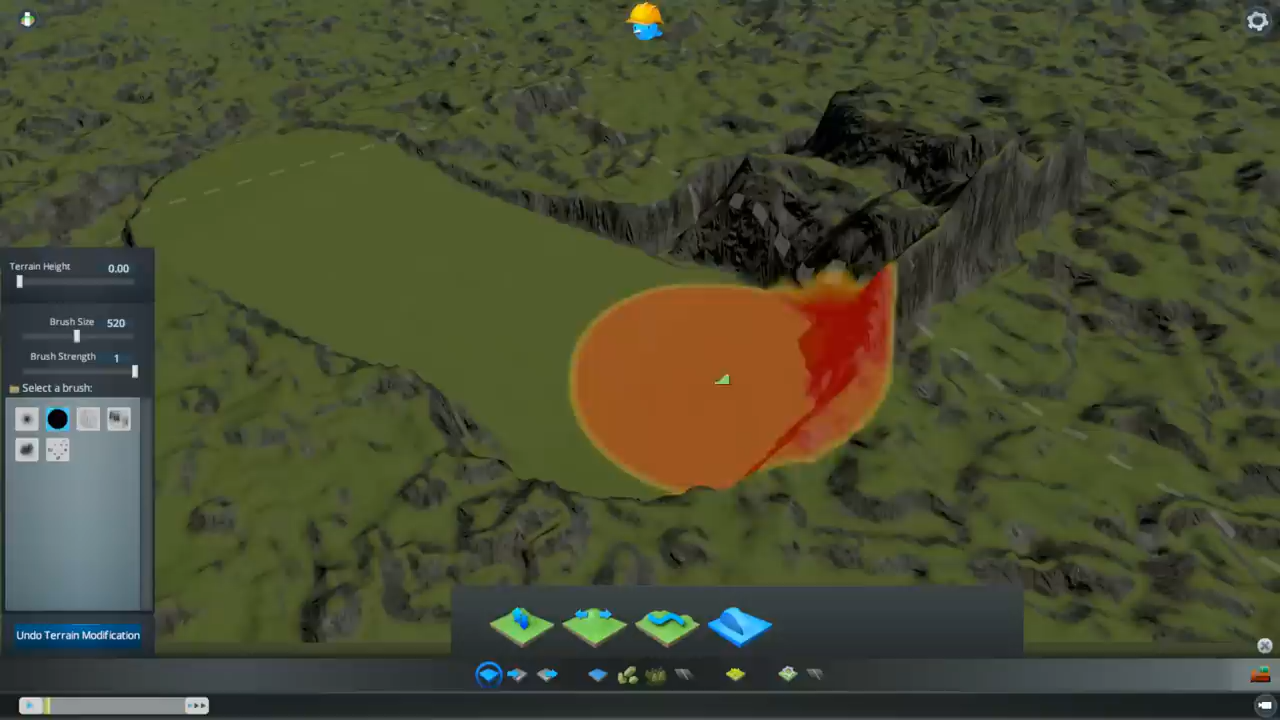 Terrain Height 0.00
Brush Size 520
Brush Strength 1
Select a brush:
Undo Terrain Modification